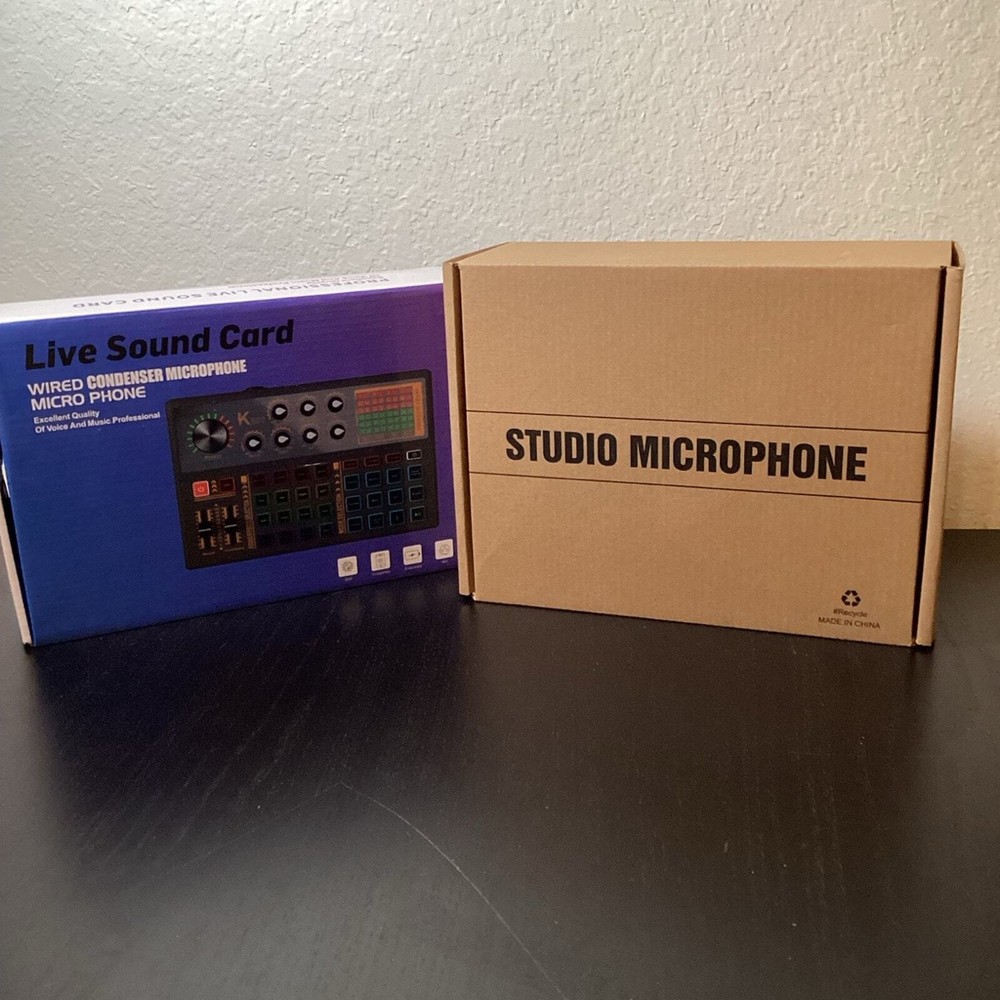 PROFESSIONAL LIVE SOUND CARD
Live Sound Card
WIRED CONDENSER MICROPHONE
MICRO PHONE
Excellent Quality
Of Voice And Music Professional
K
STUDIO MICROPHONE
#Recycle
MADE IN CHINA